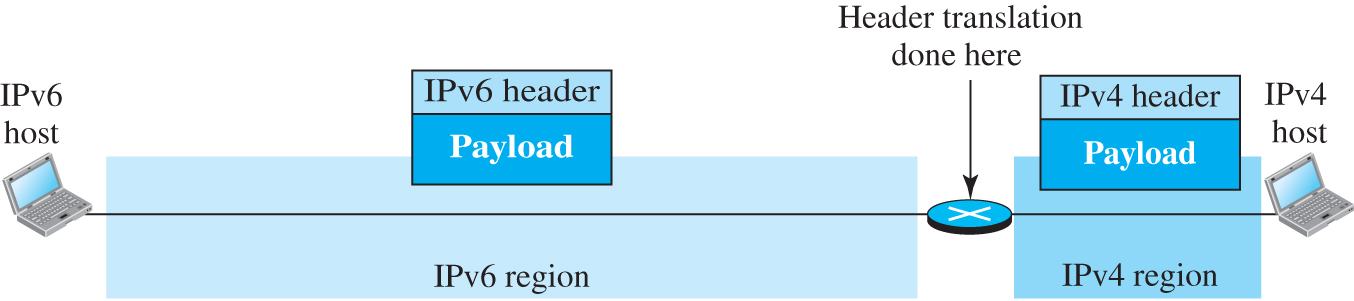 Header translation
done here
IPv6
host
IPv6 header
Payload
IPv4 header
Payload
IPv4
host
IPv6 region
IPv4 region